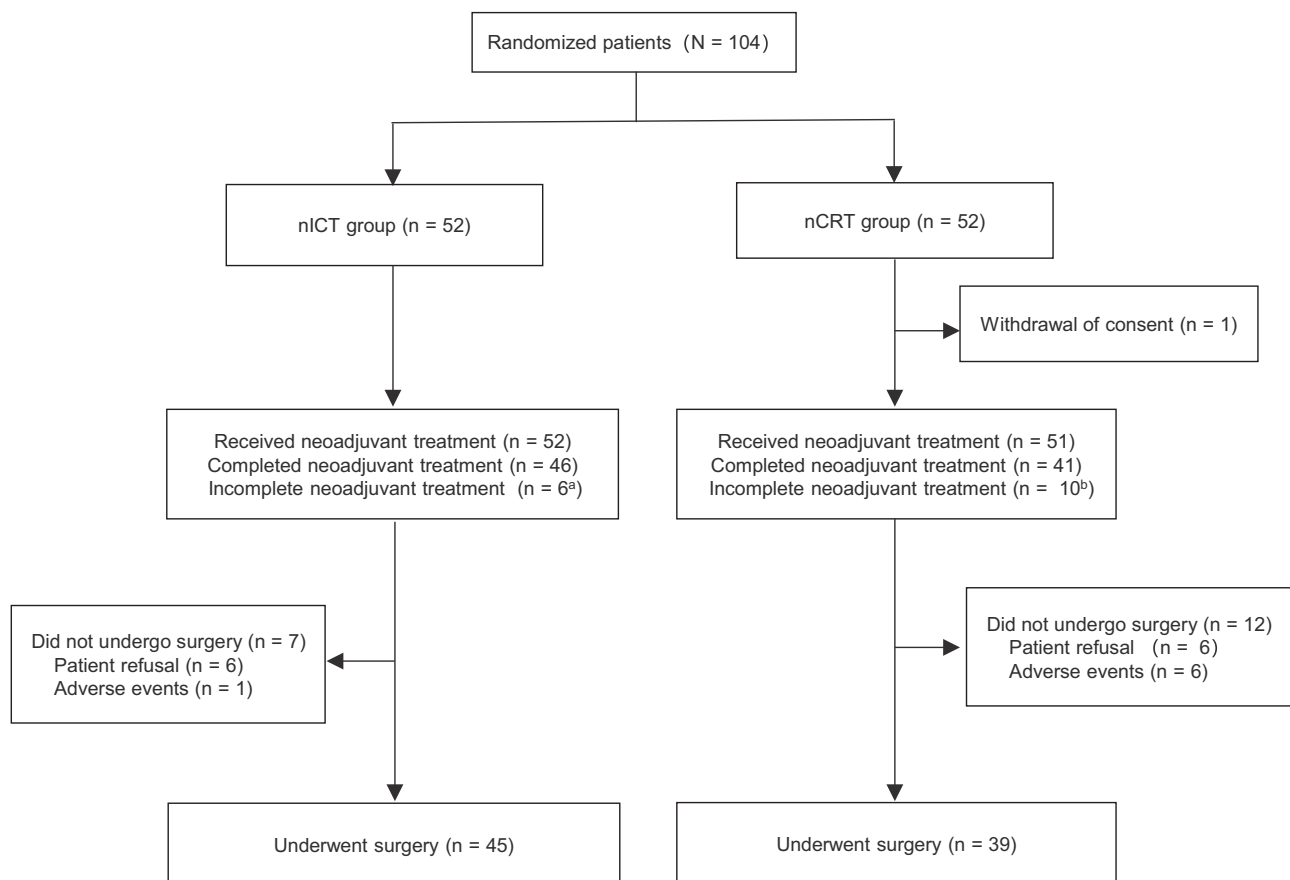 Randomized patients (N = 104)
nICT group (n = 52)
nCRT group (n = 52)
Withdrawal of consent (n = 1)
Received neoadjuvant treatment (n = 52)
Completed neoadjuvant treatment (n = 46)
Incomplete neoadjuvant treatment (n = 6ᵃ)
Received neoadjuvant treatment (n = 51)
Completed neoadjuvant treatment (n = 41)
Incomplete neoadjuvant treatment (n = 10ᵇ)
Did not undergo surgery (n = 7)
Patient refusal (n = 6)
Adverse events (n = 1)
Did not undergo surgery (n = 12)
Patient refusal (n = 6)
Adverse events (n = 6)
Underwent surgery (n = 45)
Underwent surgery (n = 39)